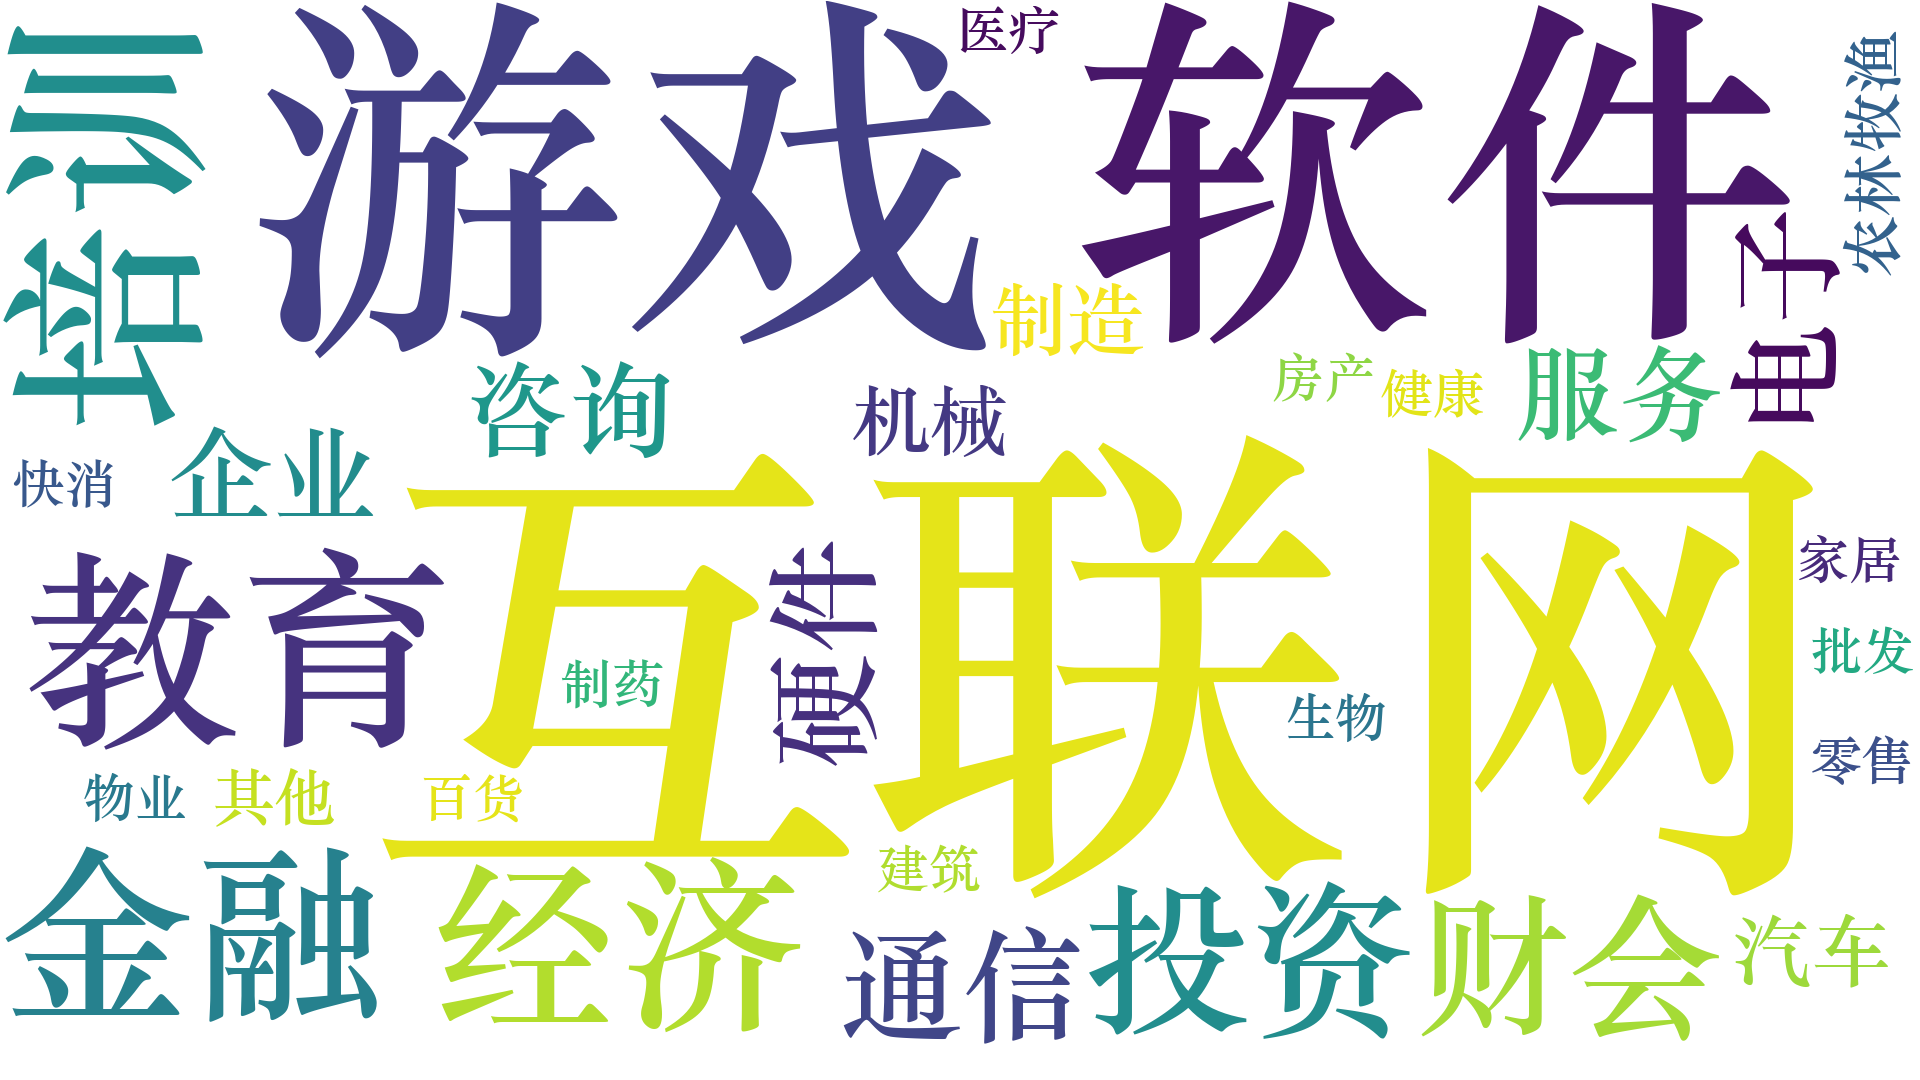 培训
游戏
医疗
软件
农林牧渔
电子
制造
咨询
机械
房产
健康
服务
企业
快消
互联网
教育
硬件
家居
制药
批发
生物
零售
物业
其他
百货
金融
经济
建筑
通信
投资
财会
汽车